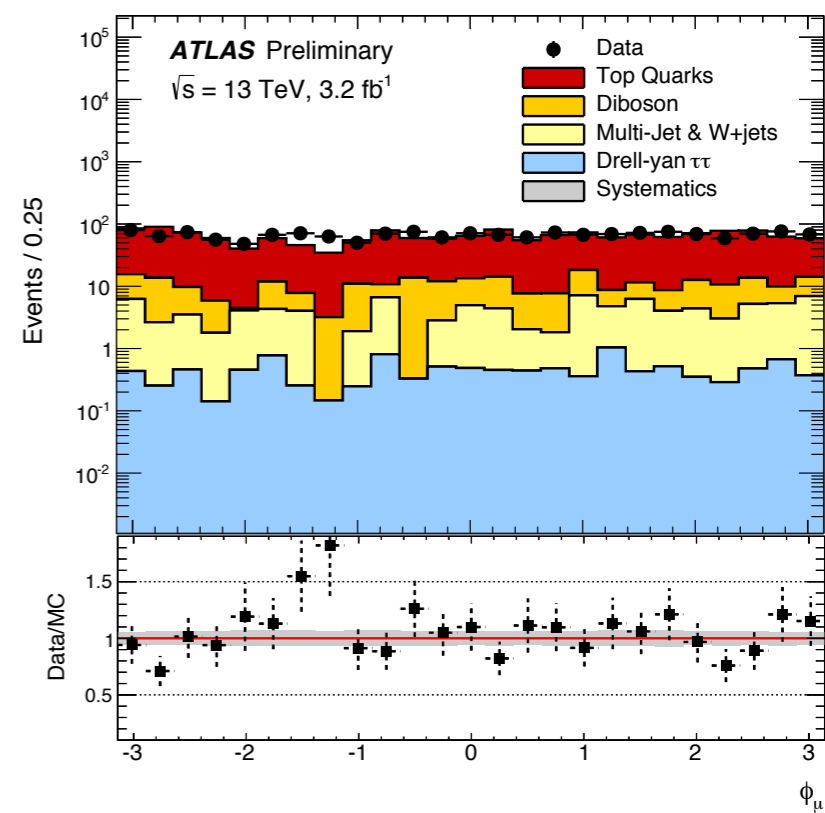 ATLAS Preliminary
√s = 13 TeV, 3.2 fb⁻¹
Data
Top Quarks
Diboson
Multi-Jet & W+jets
Drell-yan ττ
Systematics
Events / 0.25
10⁵
10⁴
10³
10²
10
1
10⁻¹
10⁻²
Data/MC
1.5
1
0.5
-3 -2 -1 0 1 2 3
ϕ_μ